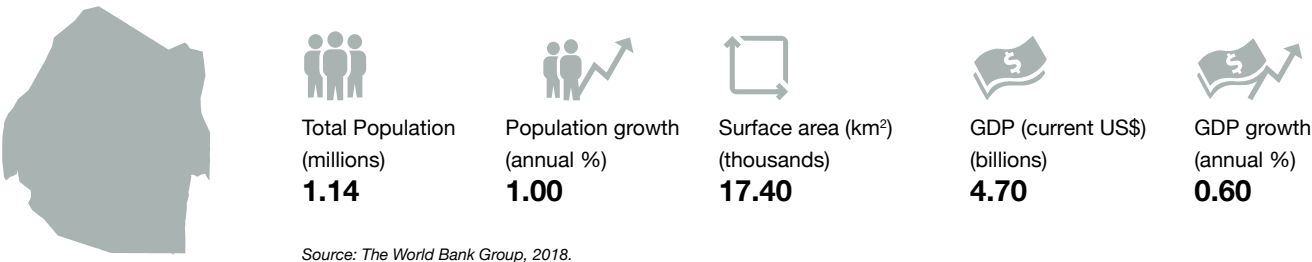 Total Population
(millions)
1.14
Population growth
(annual %)
1.00
Surface area (km²)
(thousands)
17.40
GDP (current US$)
(billions)
4.70
GDP growth
(annual %)
0.60
Source: The World Bank Group, 2018.